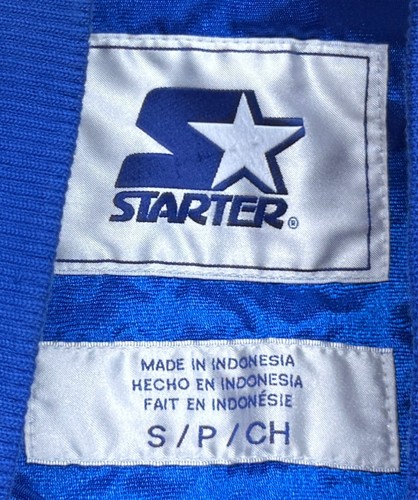 STARTER®
MADE IN INDONESIA
HECHO EN INDONESIA
FAIT EN INDONÉSIE
S / P / CH